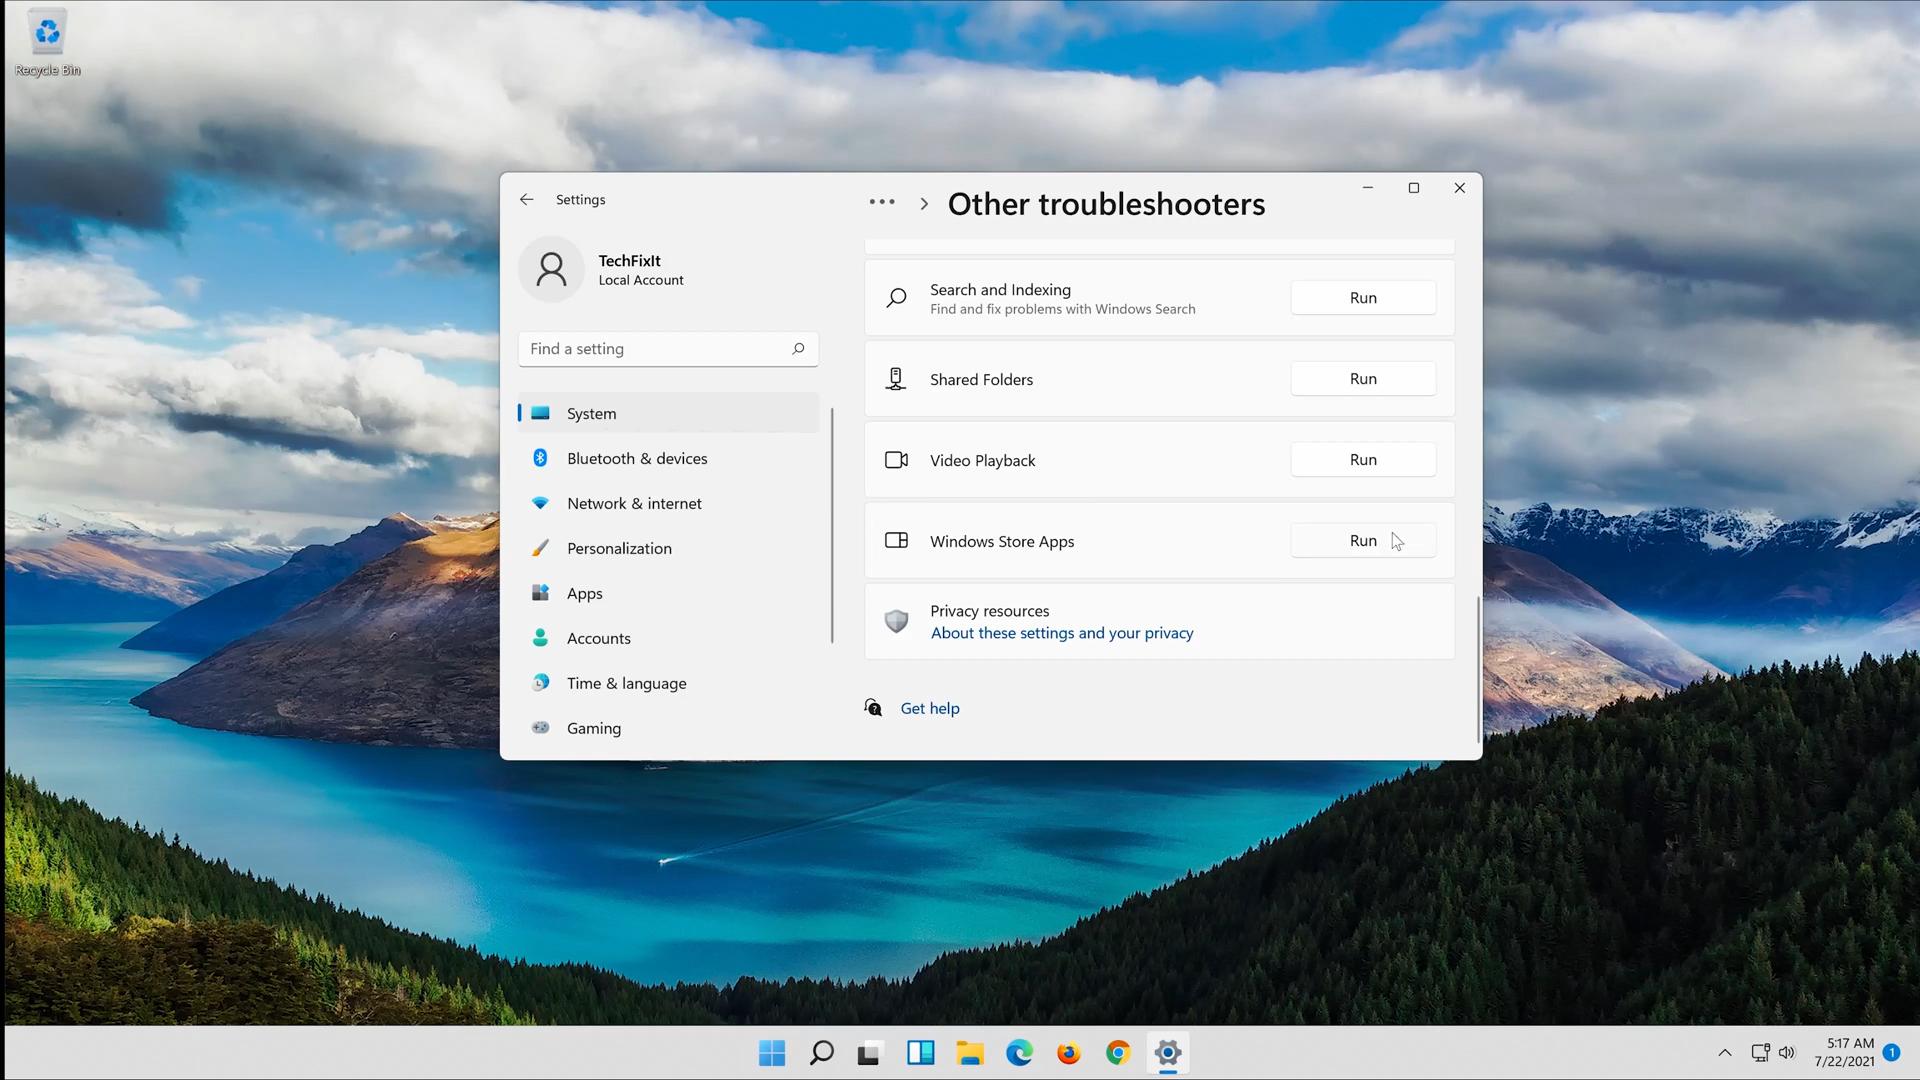 Recycle Bin
Settings
••• > Other troubleshooters
TechFixIt
Local Account
Find a setting
System
Bluetooth & devices
Network & internet
Personalization
Apps
Accounts
Time & language
Gaming
Search and Indexing
Find and fix problems with Windows Search
Run
Shared Folders
Run
Video Playback
Run
Windows Store Apps
Run
Privacy resources
About these settings and your privacy
Get help
5:17 AM
7/22/2021
1